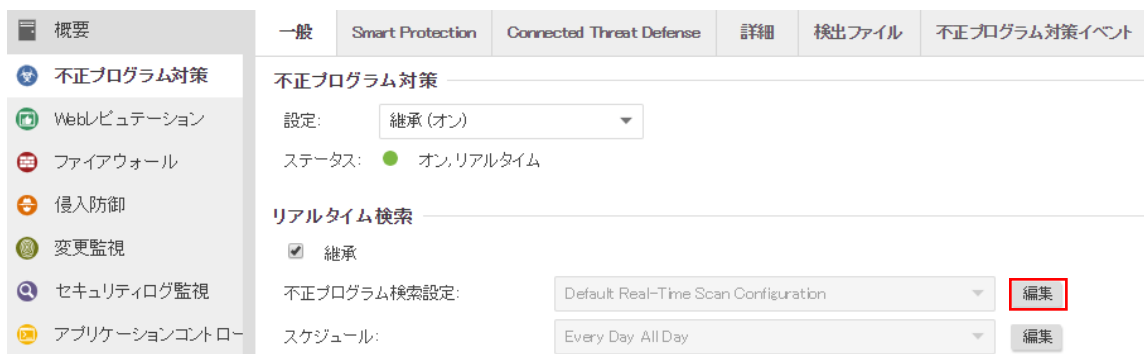 概要
不正プログラム対策
Webレピュテーション
ファイアウォール
侵入防御
変更監視
セキュリティログ監視
アプリケーションコントロー
一般 Smart Protection Connected Threat Defense 詳細 検出ファイル 不正プログラム対策イベント
不正プログラム対策
設定: 継承 (オン)
ステータス: オン,リアルタイム
リアルタイム検索
継承
不正プログラム検索設定: Default Real-Time Scan Configuration 編集
スケジュール: Every Day All Day 編集